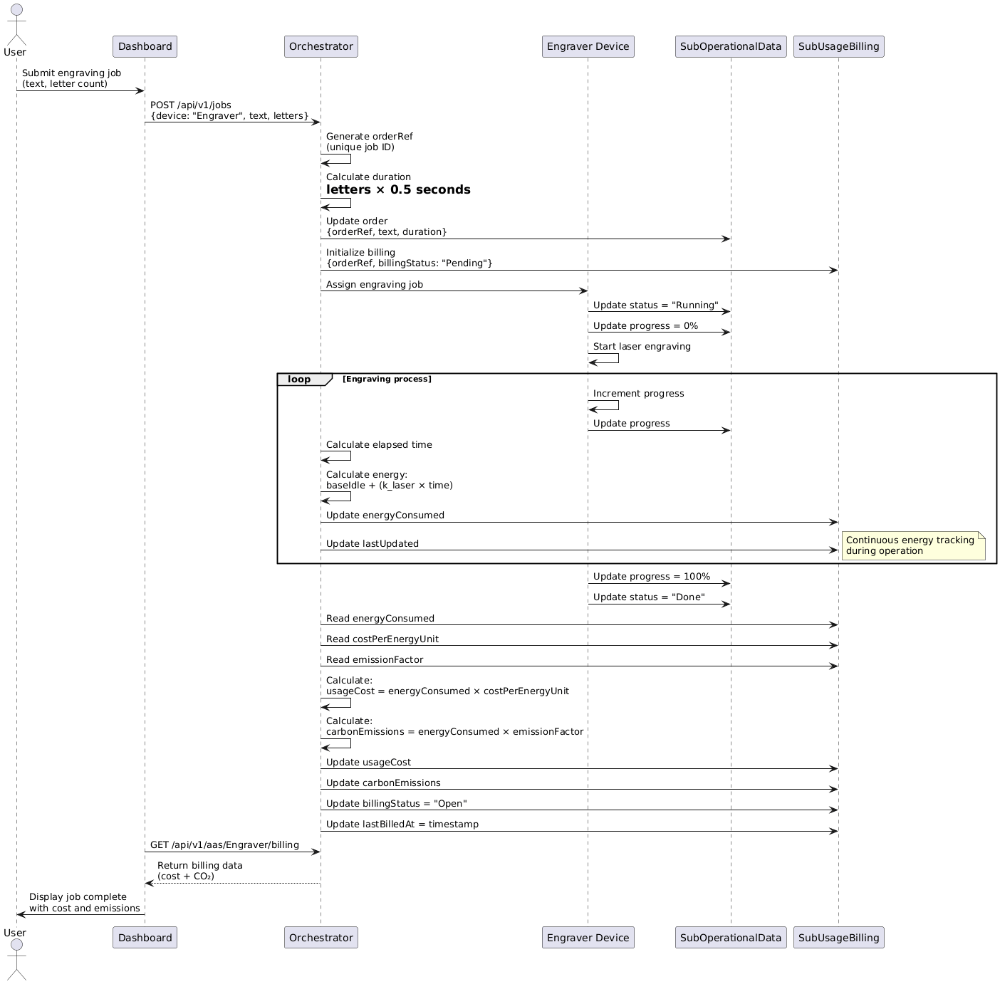 User
Dashboard
Orchestrator
Engraver Device
SubOperationalData
SubUsageBilling
Submit engraving job
(text, letter count)
POST /api/v1/jobs
{device: "Engraver", text, letters}
Generate orderRef
(unique job ID)
Calculate duration
letters × 0.5 seconds
Update order
{orderRef, text, duration}
Initialize billing
{orderRef, billingStatus: "Pending"}
Assign engraving job
Update status = "Running"
Update progress = 0%
Start laser engraving
loop
[Engraving process]
Increment progress
Update progress
Calculate elapsed time
Calculate energy:
baseIdle + (k_laser × time)
Update energyConsumed
Update lastUpdated
Continuous energy tracking
during operation
Update progress = 100%
Update status = "Done"
Read energyConsumed
Read costPerEnergyUnit
Read emissionFactor
Calculate:
usageCost = energyConsumed × costPerEnergyUnit
Calculate:
carbonEmissions = energyConsumed × emissionFactor
Update usageCost
Update carbonEmissions
Update billingStatus = "Open"
Update lastBilledAt = timestamp
GET /api/v1/aas/Engraver/billing
Return billing data
(cost + CO₂)
Display job complete
with cost and emissions
User
Dashboard
Orchestrator
Engraver Device
SubOperationalData
SubUsageBilling